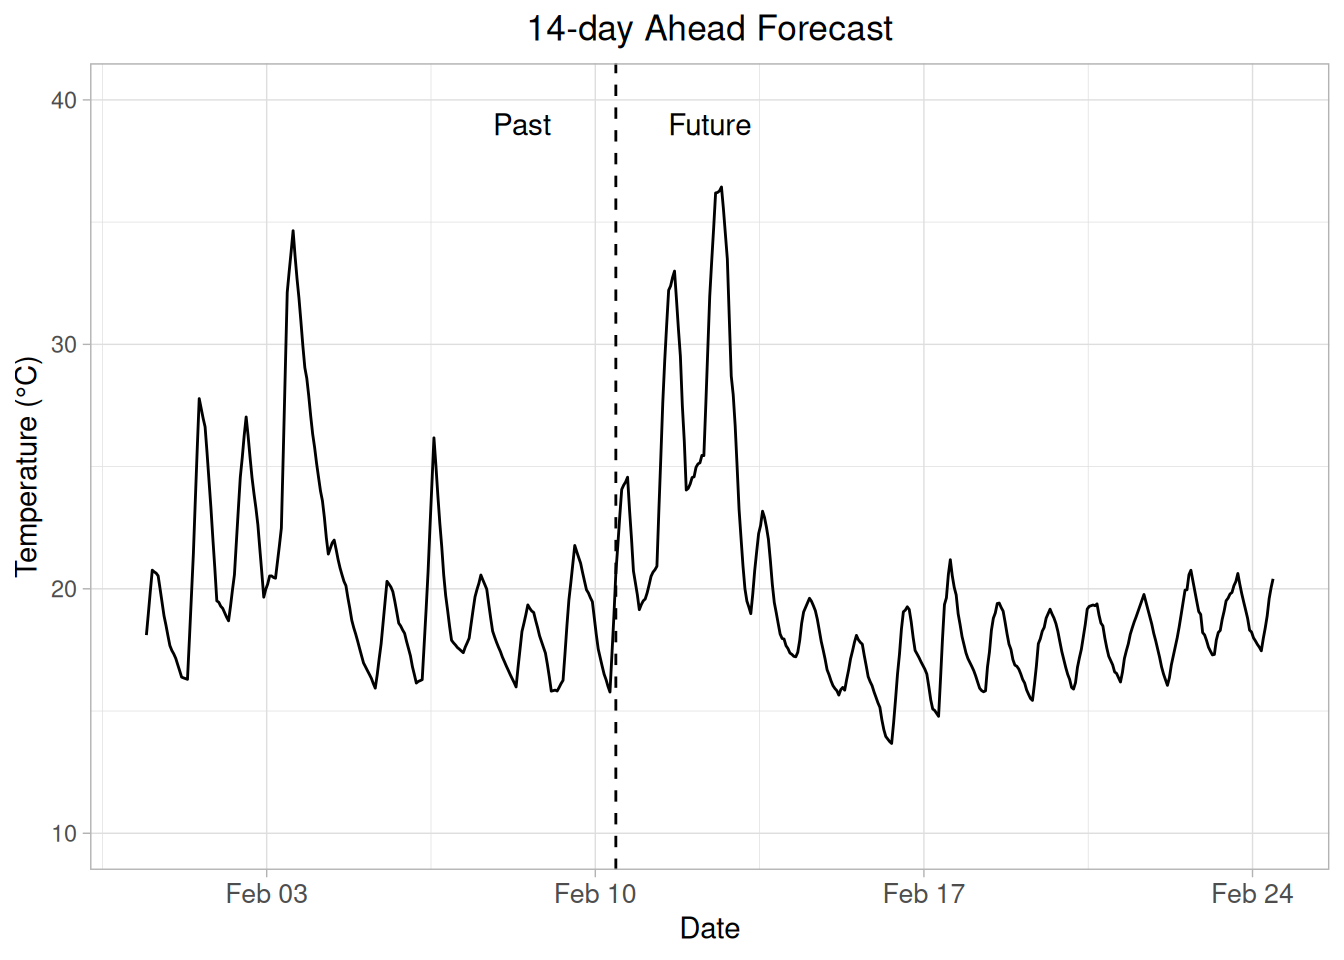 14-day Ahead Forecast
40
Past
Future
30
20
10
Temperature (°C)
Feb 03
Feb 10
Feb 17
Feb 24
Date